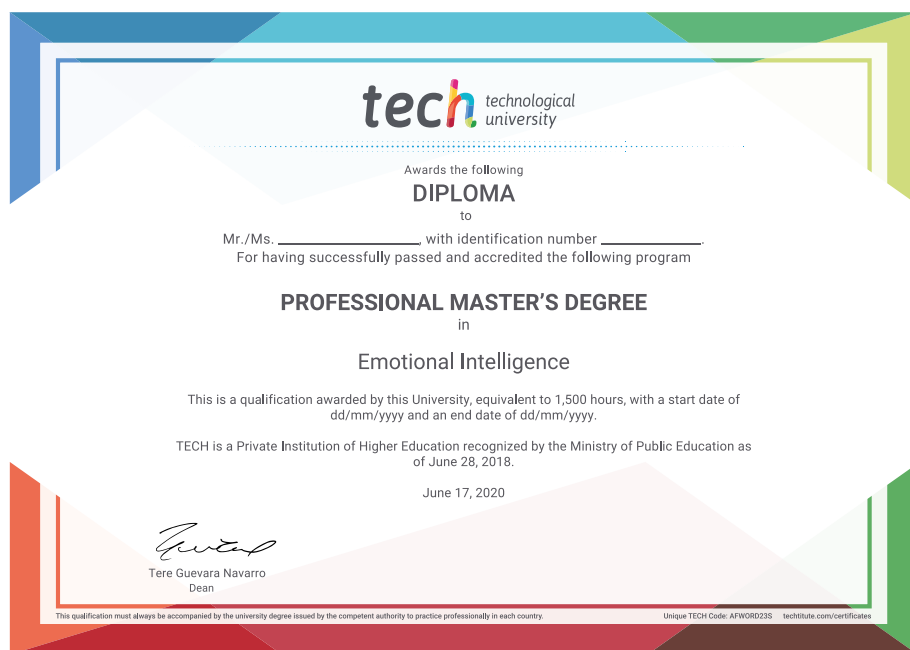 tech technological
university
Awards the following
DIPLOMA
to
Mr./Ms. ________________, with identification number ____________.
For having successfully passed and accredited the following program
PROFESSIONAL MASTER'S DEGREE
in
Emotional Intelligence
This is a qualification awarded by this University, equivalent to 1,500 hours, with a start date of
dd/mm/yyyy and an end date of dd/mm/yyyy.
TECH is a Private Institution of Higher Education recognized by the Ministry of Public Education as
of June 28, 2018.
June 17, 2020
Tere Guevara Navarro
Dean
This qualification must always be accompanied by the university degree issued by the competent authority to practice professionally in each country.
Unique TECH Code: AFWORD23S techtitute.com/certificates